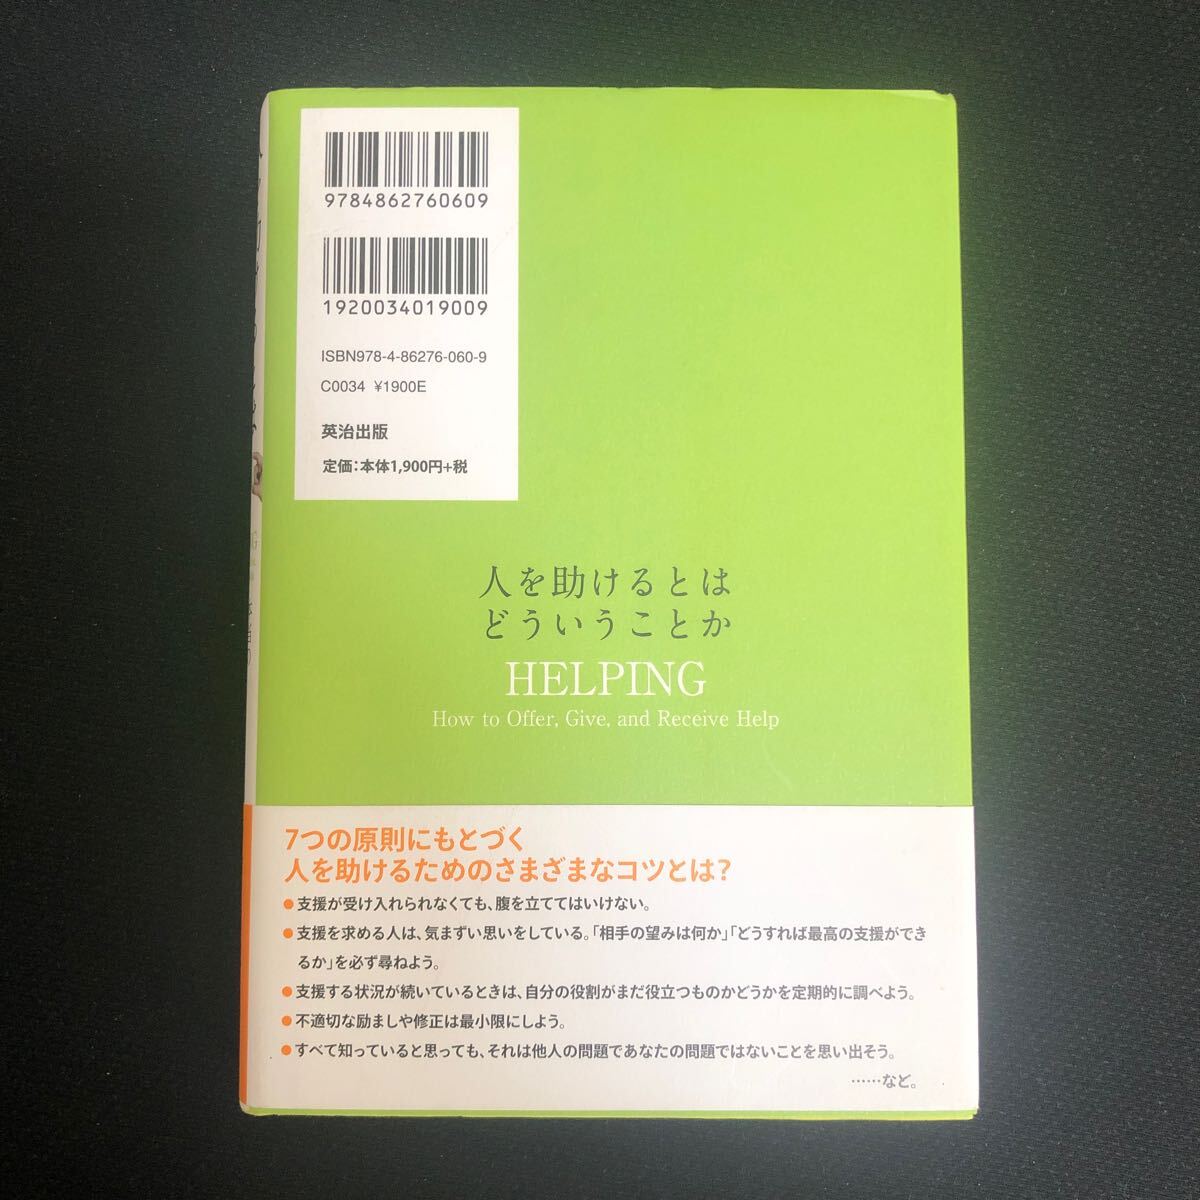 9784862760609
1920034019009
ISBN978-4-86276-060-9
C0034 ¥1900E
英治出版
定価：本体1,900円+税
人を助けるとは
どういうことか
HELPING
How to Offer, Give, and Receive Help
7つの原則にもとづく
人を助けるためのさまざまなコツとは？
●支援が受け入れられなくても、腹を立ててはいけない。
●支援を求める人は、気まずい思いをしている。「相手の望みは何か」「どうすれば最高の支援ができ
るか」を必ず尋ねよう。
●支援する状況が続いているときは、自分の役割がまだ役立つものかどうかを定期的に調べよう。
●不適切な励ましや修正は最小限にしよう。
●すべて知っていると思っても、それは他人の問題であなたの問題ではないことを思い出そう。
……など。